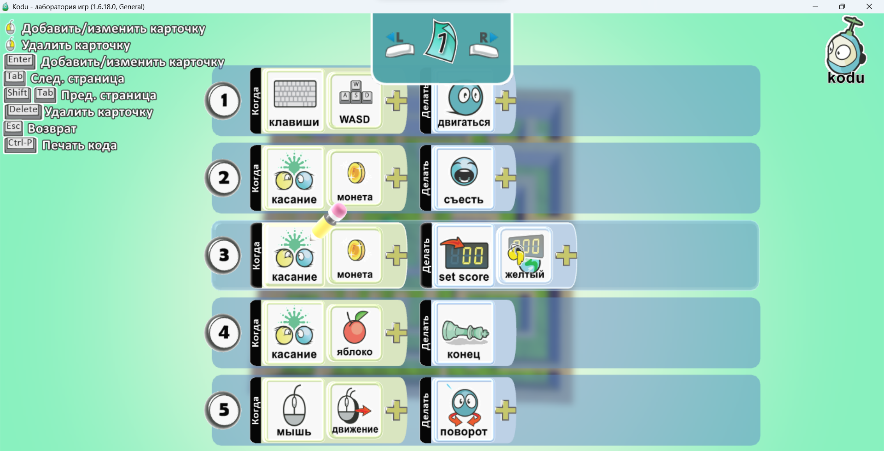 Kodu - лаборатория игр (1.6.18.0, General)
Добавить/изменить карточку
Удалить карточку
Enter Добавить/изменить карточку
Tab След. страница
Shift Tab Пред. страница
Delete Удалить карточку
Esc Возврат
Ctrl-P Печать кода
L 1 R
kodu
1 Когда клавиши W A S D WASD Делать двигаться
2 Когда касание монета Делать съесть
3 Когда касание монета Делать 00 set score 00 желтый
4 Когда касание яблоко Делать конец
5 Когда мышь движение Делать поворот